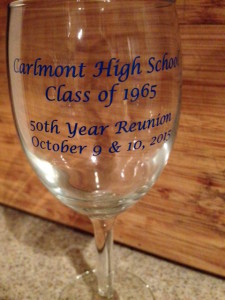 Carlmont High School
Class of 1965
50th Year Reunion
October 9 & 10, 2015